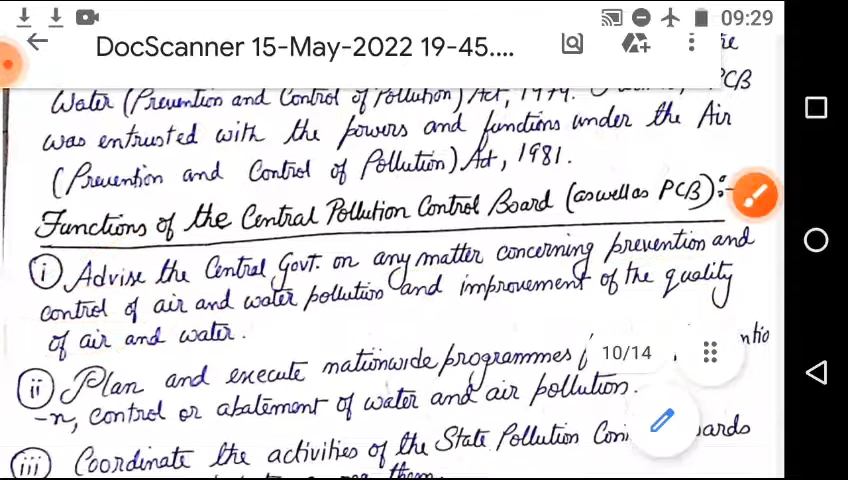 09:29
DocScanner 15-May-2022 19-45....
Water (Prevention and Control of Pollution) Act, 1974. PCB
was entrusted with the powers and functions under the Air
(Prevention and Control of Pollution) Act, 1981.
Functions of the Central Pollution Control Board (as well as PCB):-
(i) Advise the Central Govt. on any matter concerning prevention and
control of air and water pollution and improvement of the quality
of air and water.
(ii) Plan and execute nationwide programmes
10/14
-n, control or abatement of water and air pollution.
(iii) Coordinate the activities of the State Pollution
them.